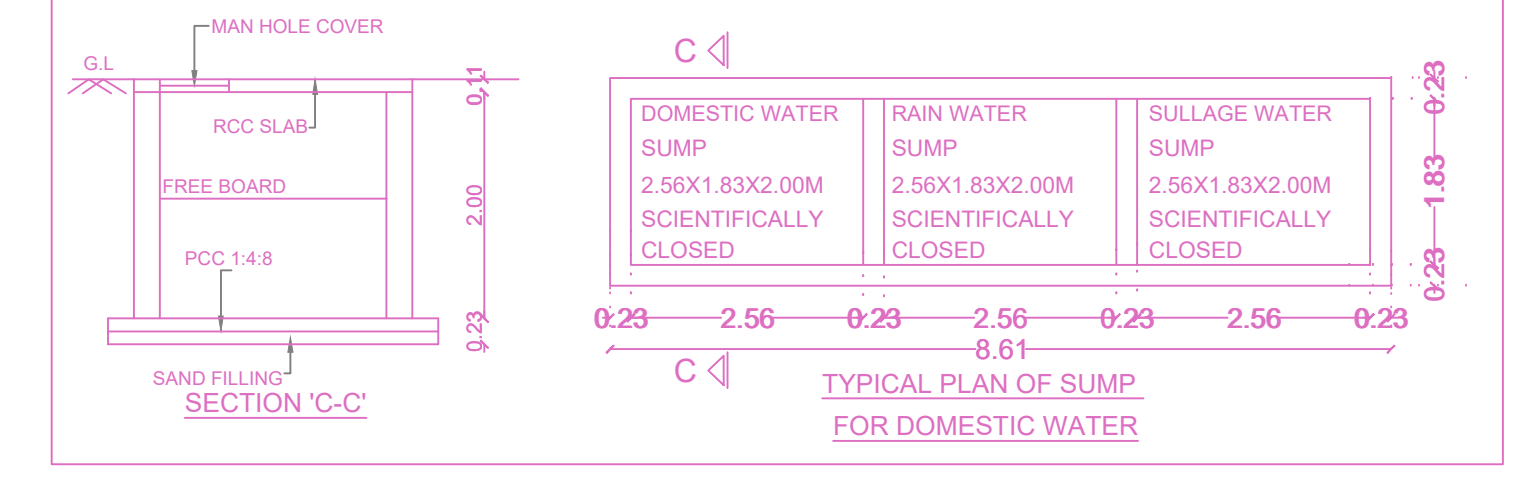 MAN HOLE COVER
G.L
0.11
RCC SLAB
FREE BOARD
2.00
PCC 1:4:8
0.23
SAND FILLING
SECTION 'C-C'
C
DOMESTIC WATER
SUMP
2.56X1.83X2.00M
SCIENTIFICALLY
CLOSED
RAIN WATER
SUMP
2.56X1.83X2.00M
SCIENTIFICALLY
CLOSED
SULLAGE WATER
SUMP
2.56X1.83X2.00M
SCIENTIFICALLY
CLOSED
0.23
1.83
0.23
0.23 2.56 0.23 2.56 0.23 2.56 0.23
8.61
C
TYPICAL PLAN OF SUMP
FOR DOMESTIC WATER